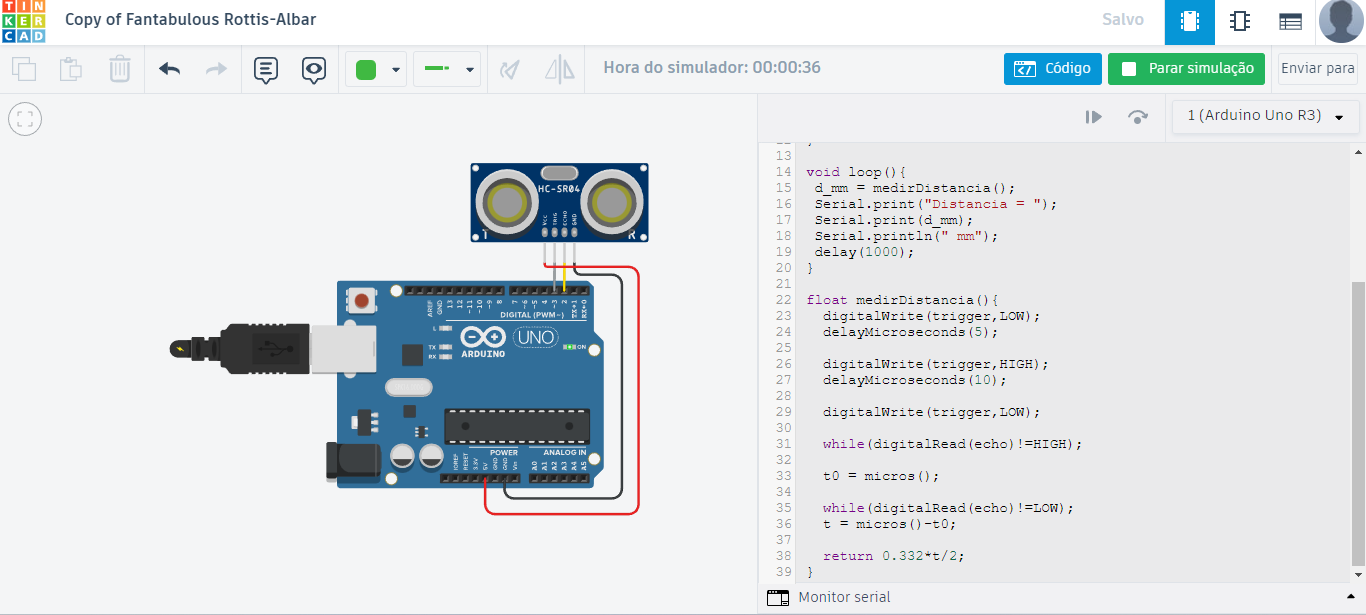 TIN
KER
CAD
Copy of Fantabulous Rottis-Albar
Salvo
Hora do simulador: 00:00:36
Código
Parar simulação
Enviar para
1 (Arduino Uno R3)
HC-SR04
VCC
TRIG
ECHO
GND
T
R
AREF
GND
13
12
~11
~10
~9
8
7
~6
~5
4
~3
2
TX→1
RX←0
DIGITAL (PWM~)
L
TX
RX
ARDUINO
UNO
ON
POWER
ANALOG IN
IOREF
RESET
3.3V
5V
GND
GND
Vin
A0
A1
A2
A3
A4
A5
13
14 void loop(){
15 d_mm = medirDistancia();
16 Serial.print("Distancia = ");
17 Serial.print(d_mm);
18 Serial.println(" mm");
19 delay(1000);
20 }
21
22 float medirDistancia(){
23 digitalWrite(trigger,LOW);
24 delayMicroseconds(5);
25
26 digitalWrite(trigger,HIGH);
27 delayMicroseconds(10);
28
29 digitalWrite(trigger,LOW);
30
31 while(digitalRead(echo)!=HIGH);
32
33 t0 = micros();
34
35 while(digitalRead(echo)!=LOW);
36 t = micros()-t0;
37
38 return 0.332*t/2;
39 }
Monitor serial